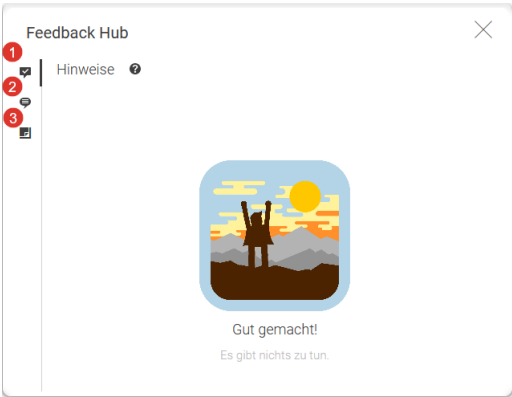 Feedback Hub
1
Hinweise ?
2
3
Gut gemacht!
Es gibt nichts zu tun.